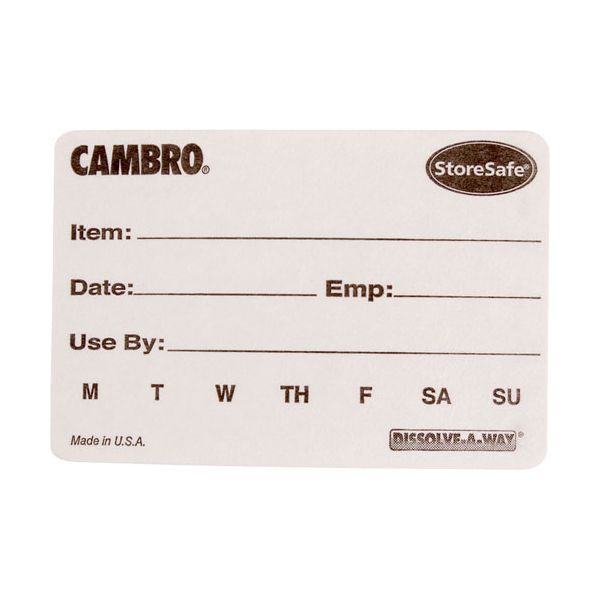 CAMBRO®
StoreSafe®
Item:
Date: Emp:
Use By:
M T W TH F SA SU
Made in U.S.A. DISSOLVE-A-WAY®